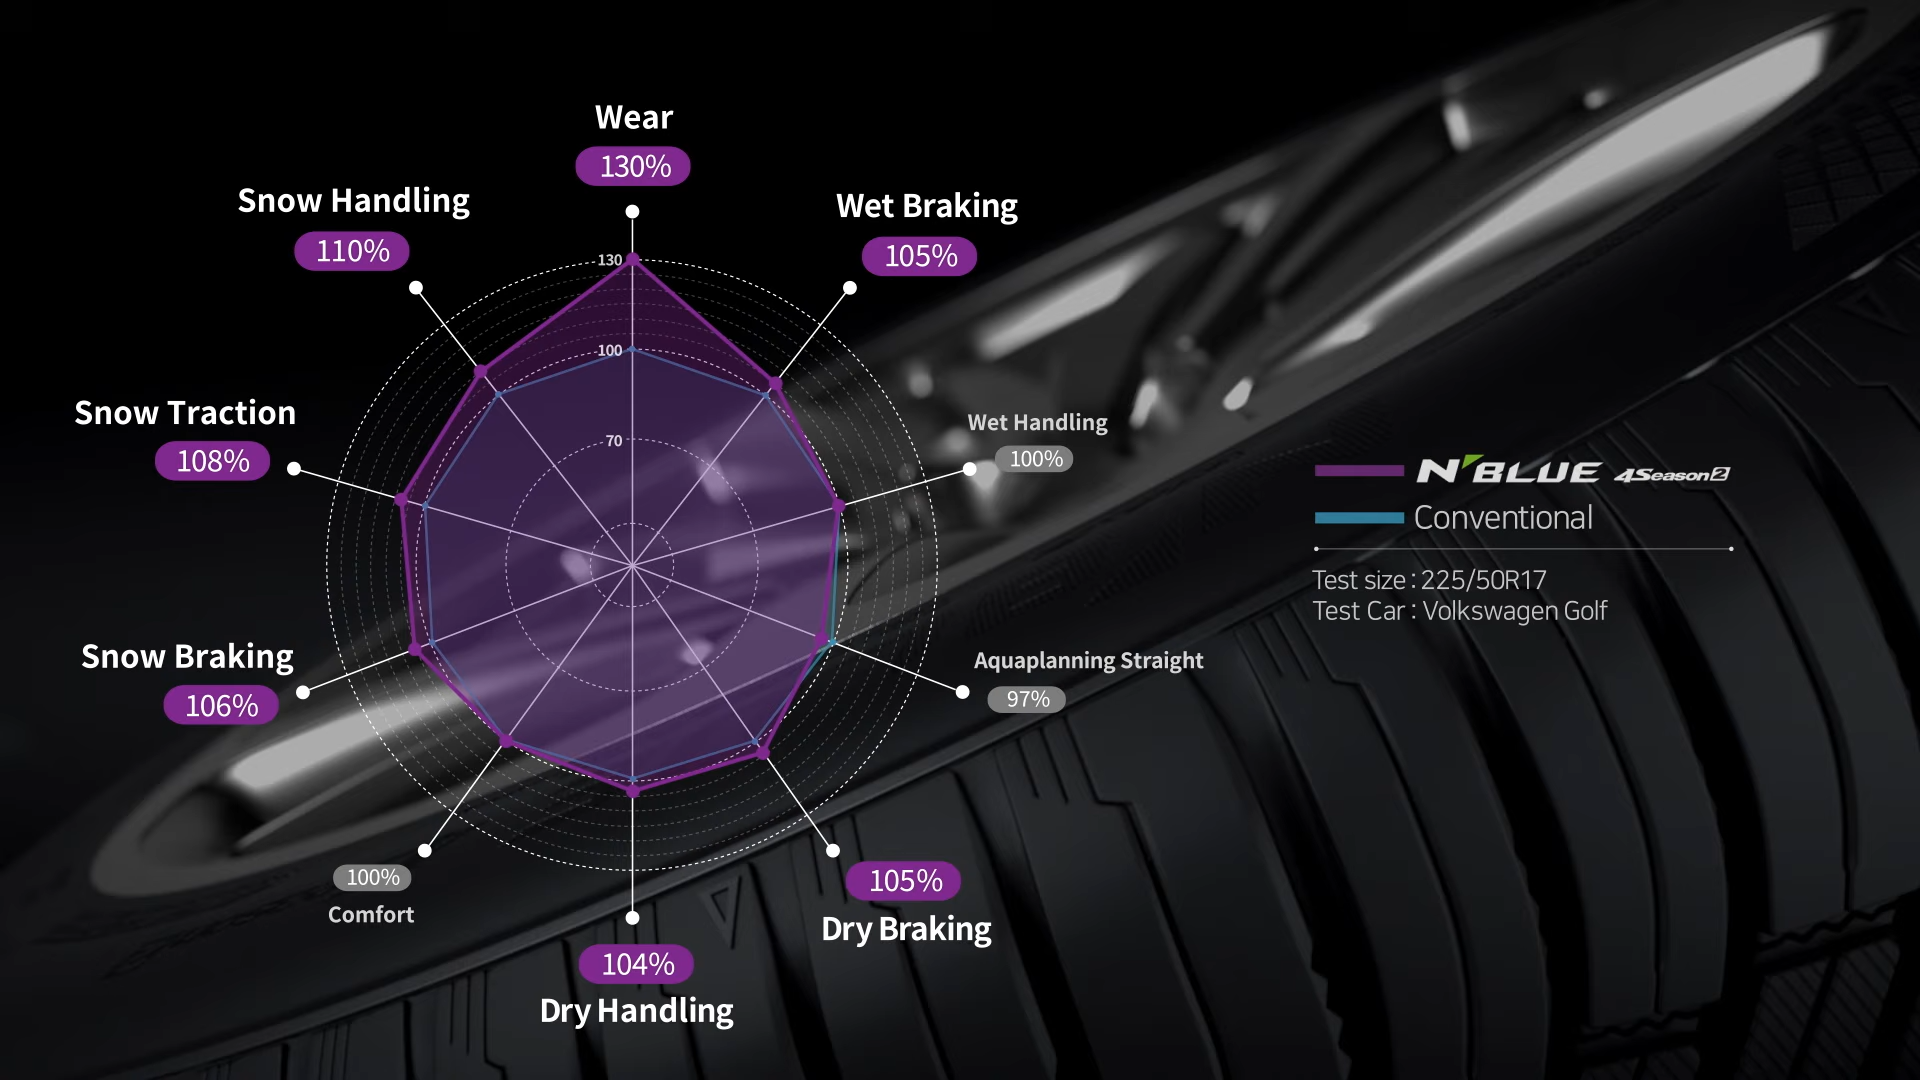 Wear
130%
Snow Handling
110%
Wet Braking
105%
130
100
70
Snow Traction
108%
Wet Handling
100%
Snow Braking
106%
Aquaplanning Straight
97%
100%
Comfort
105%
Dry Braking
104%
Dry Handling
N'BLUE 4Season2
Conventional
Test size : 225/50R17
Test Car : Volkswagen Golf